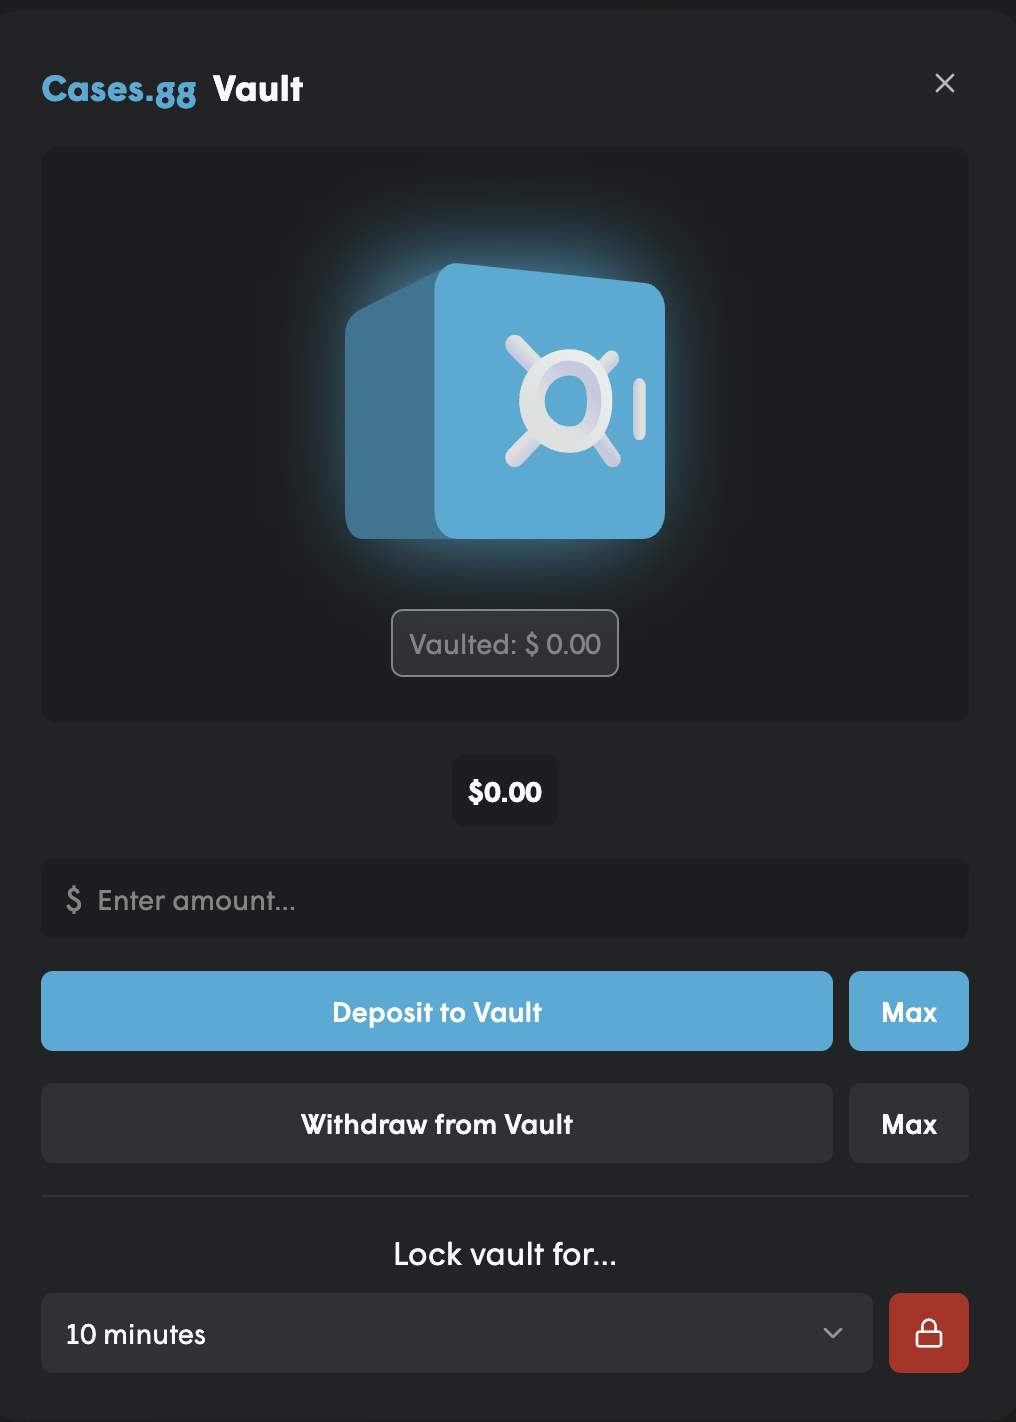 Cases.gg Vault
Vaulted: $ 0.00
$0.00
$ Enter amount...
Deposit to Vault
Max
Withdraw from Vault
Max
Lock vault for...
10 minutes